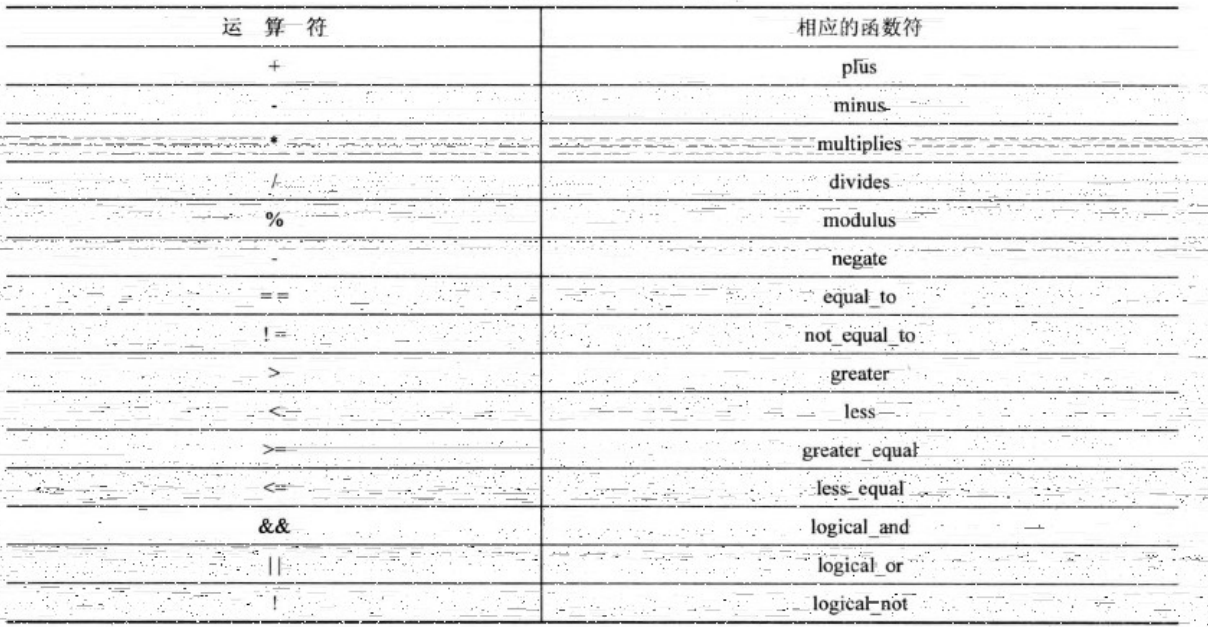 运 算 符 相应的函数符
+ plus
- minus
* multiplies
/ divides
% modulus
- negate
== equal_to
!= not_equal_to
> greater
< less
>= greater_equal
<= less_equal
&& logical_and
|| logical_or
! logical_not